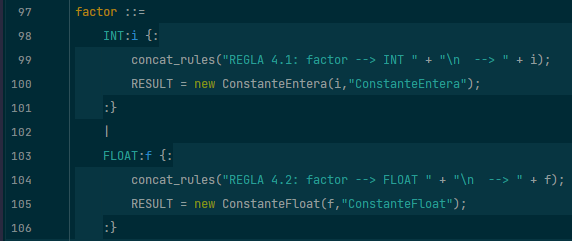 97 factor ::=
98 INT:i {:
99 concat_rules("REGLA 4.1: factor --> INT " + "\n --> " + i);
100 RESULT = new ConstanteEntera(i,"ConstanteEntera");
101 :}
102 |
103 FLOAT:f {:
104 concat_rules("REGLA 4.2: factor --> FLOAT " + "\n --> " + f);
105 RESULT = new ConstanteFloat(f,"ConstanteFloat");
106 :}